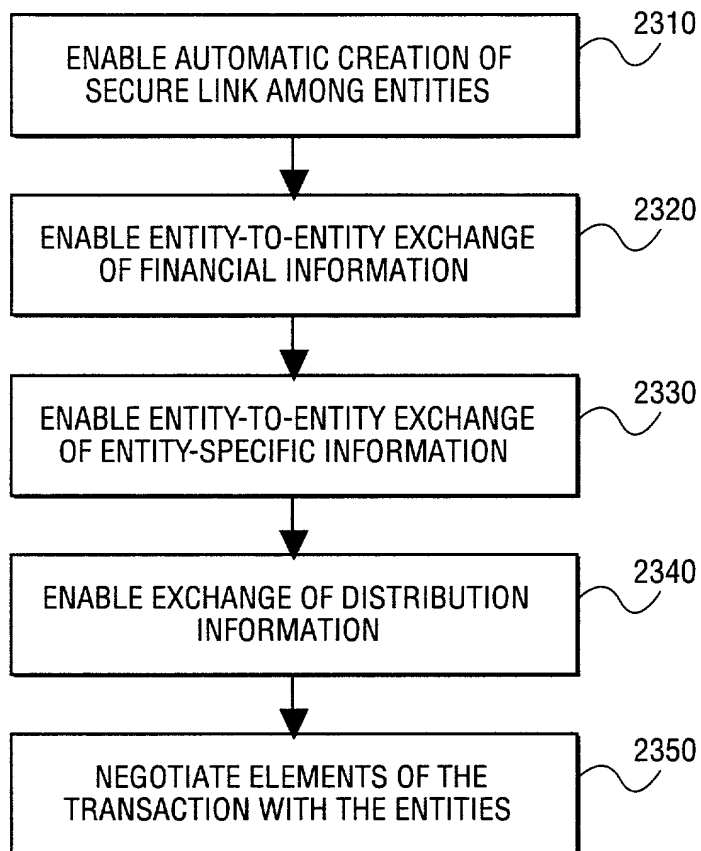 2310
ENABLE AUTOMATIC CREATION OF
SECURE LINK AMONG ENTITIES
2320
ENABLE ENTITY-TO-ENTITY EXCHANGE
OF FINANCIAL INFORMATION
2330
ENABLE ENTITY-TO-ENTITY EXCHANGE
OF ENTITY-SPECIFIC INFORMATION
2340
ENABLE EXCHANGE OF DISTRIBUTION
INFORMATION
2350
NEGOTIATE ELEMENTS OF THE
TRANSACTION WITH THE ENTITIES